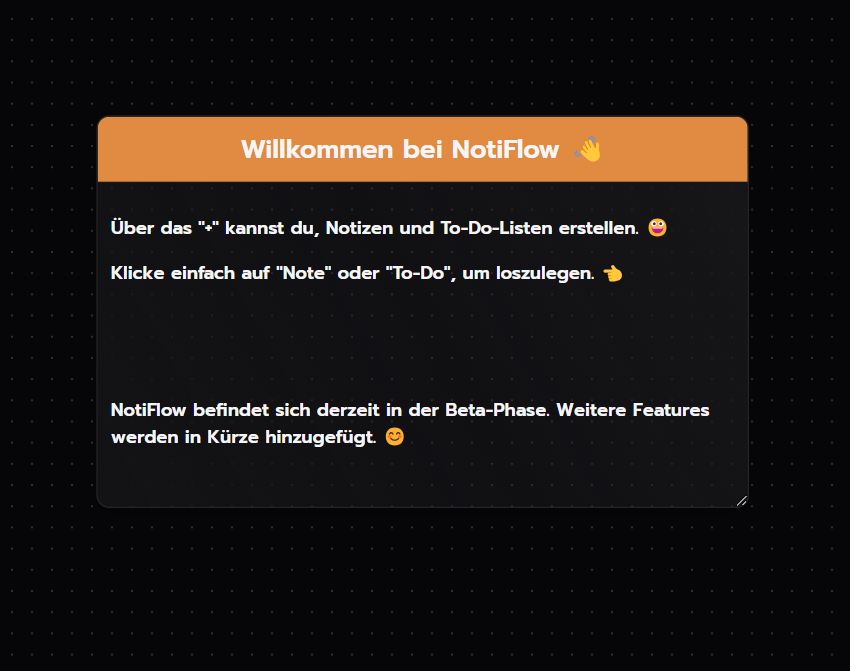 Willkommen bei NotiFlow 👋
Über das "+" kannst du, Notizen und To-Do-Listen erstellen. 😀
Klicke einfach auf "Note" oder "To-Do", um loszulegen. 👈
NotiFlow befindet sich derzeit in der Beta-Phase. Weitere Features
werden in Kürze hinzugefügt. 😊